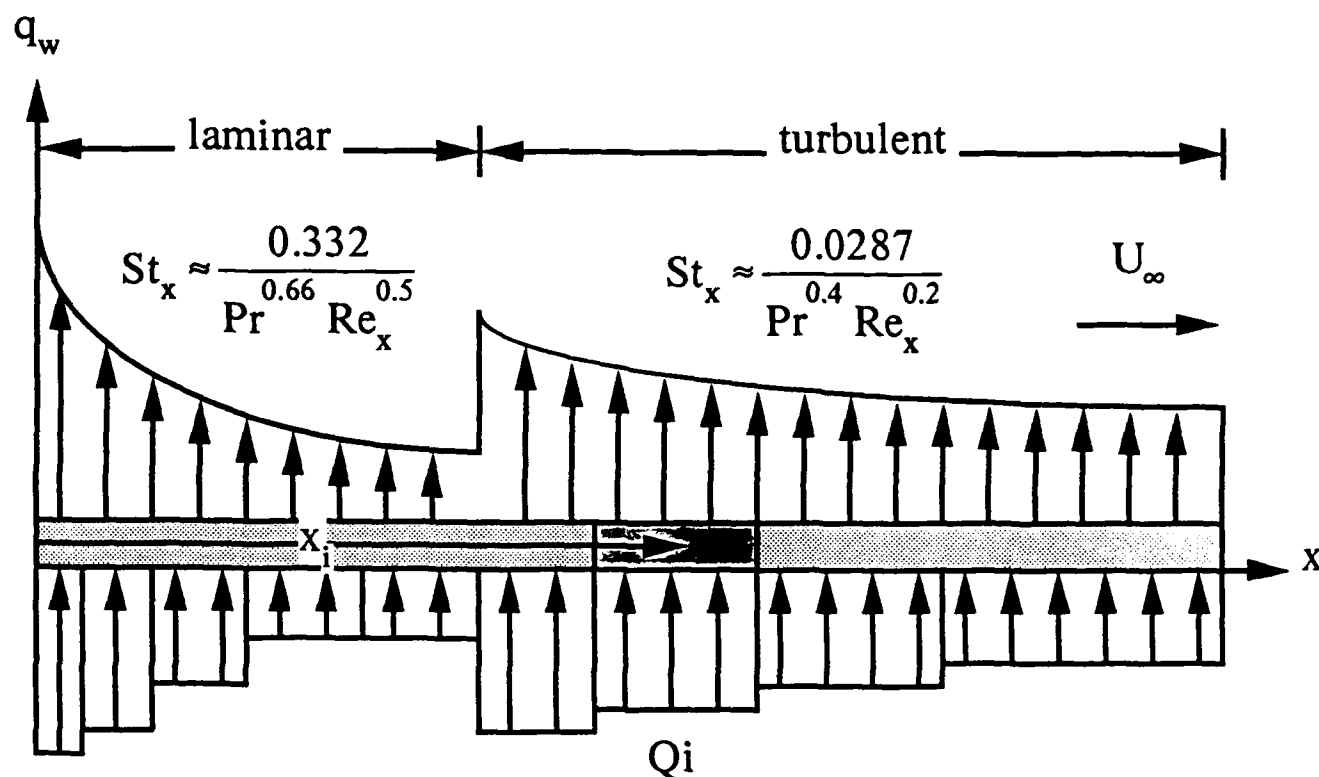 q_w
laminar
turbulent
St_x ≈ 0.332 / Pr^0.66 Re_x^0.5
St_x ≈ 0.0287 / Pr^0.4 Re_x^0.2
U_∞
x_i
x
Qi